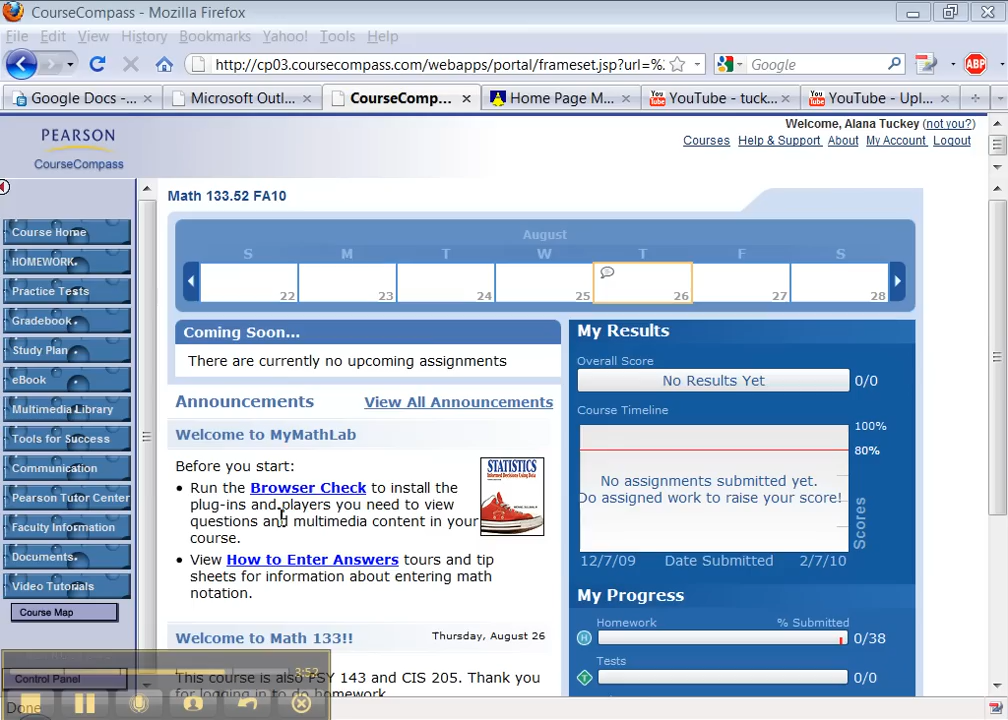 CourseCompass - Mozilla Firefox
File Edit View History Bookmarks Yahoo! Tools Help
http://cp03.coursecompass.com/webapps/portal/frameset.jsp?url=%:
Google
ABP
Google Docs -...
Microsoft Outl...
CourseComp...
Home Page M...
YouTube - tuck...
YouTube - Upl...
PEARSON
CourseCompass
Welcome, Alana Tuckey (not you?)
Courses Help & Support About My Account Logout
Course Home
HOMEWORK
Practice Tests
Gradebook
Study Plan
eBook
Multimedia Library
Tools for Success
Communication
Pearson Tutor Center
Faculty Information
Documents
Video Tutorials
Course Map
Control Panel
Math 133.52 FA10
August
S M T W T F S
22 23 24 25 26 27 28
Coming Soon...
There are currently no upcoming assignments
Announcements View All Announcements
Welcome to MyMathLab
Before you start:
• Run the Browser Check to install the
plug-ins and players you need to view
questions and multimedia content in your
course.
• View How to Enter Answers tours and tip
sheets for information about entering math
notation.
STATISTICS
Welcome to Math 133!! Thursday, August 26
This course is also PSY 143 and CIS 205. Thank you
for logging in to do homework
My Results
Overall Score
No Results Yet 0/0
Course Timeline
100%
80%
No assignments submitted yet.
Do assigned work to raise your score!
Scores
12/7/09 Date Submitted 2/7/10
My Progress
Homework % Submitted
H 0/38
Tests
T 0/0
3:52
Done